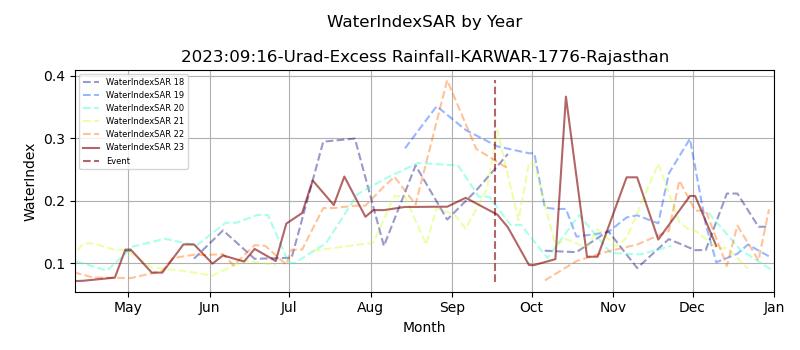 WaterIndexSAR by Year
2023:09:16-Urad-Excess Rainfall-KARWAR-1776-Rajasthan
0.4
0.3
0.2
0.1
WaterIndex
WaterIndexSAR 18
WaterIndexSAR 19
WaterIndexSAR 20
WaterIndexSAR 21
WaterIndexSAR 22
WaterIndexSAR 23
Event
May Jun Jul Aug Sep Oct Nov Dec Jan
Month